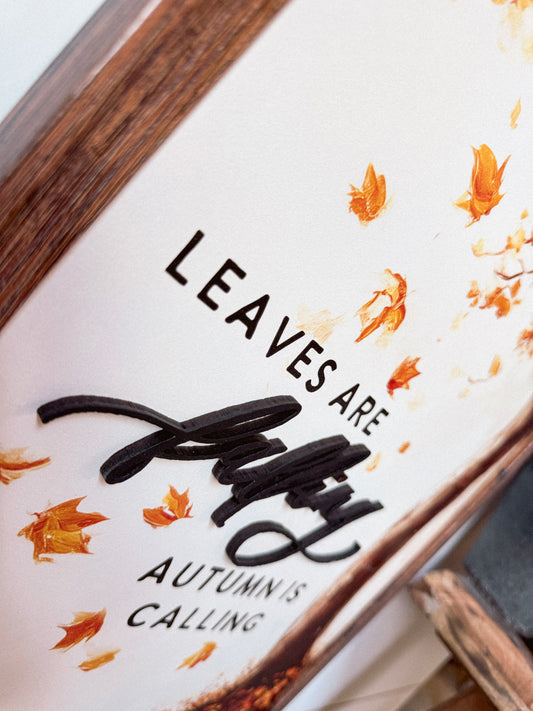 LEAVES ARE
falling
AUTUMN IS
CALLING